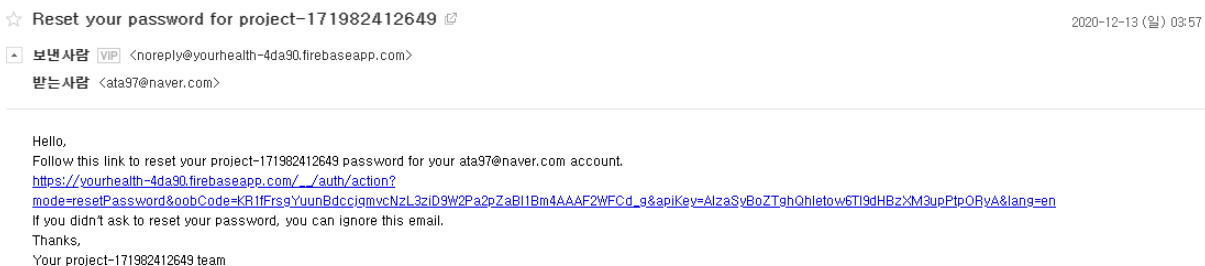 Reset your password for project-171982412649
2020-12-13 (일) 03:57
보낸사람 VIP <noreply@yourhealth-4da90.firebaseapp.com>
받는사람 <ata97@naver.com>
Hello,
Follow this link to reset your project-171982412649 password for your ata97@naver.com account.
https://yourhealth-4da90.firebaseapp.com/__/auth/action?
mode=resetPassword&oobCode=KR1fFrsgYuunBdccigmvcNzL3ziD9W2Pa2pZaBl1Bm4AAAF2WFCd_g&apiKey=AIzaSyBoZTghQhIetow6TI9dHBzXM3upPtpORyA&lang=en
If you didn't ask to reset your password, you can ignore this email.
Thanks,
Your project-171982412649 team